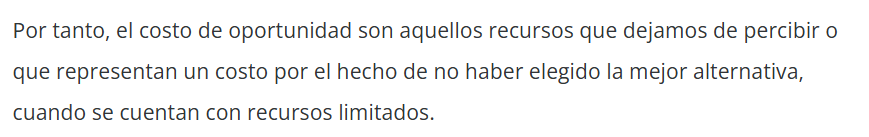 Por tanto, el costo de oportunidad son aquellos recursos que dejamos de percibir o
que representan un costo por el hecho de no haber elegido la mejor alternativa,
cuando se cuentan con recursos limitados.